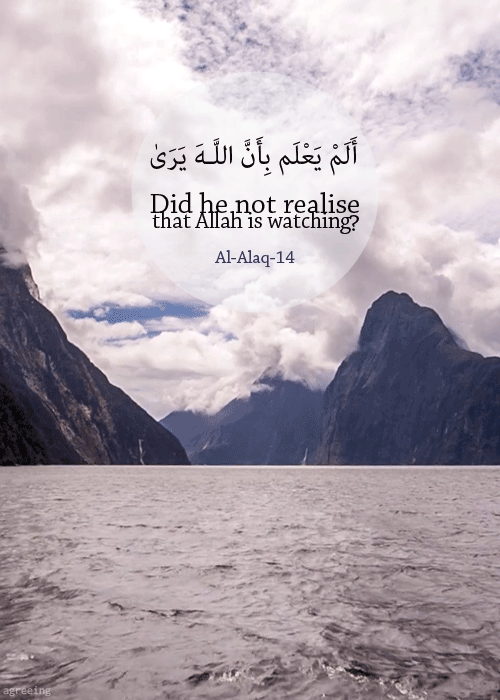 أَلَمْ يَعْلَم بِأَنَّ اللَّـهَ يَرَىٰ
Did he not realise
that Allah is watching?
Al-Alaq-14
agreeing